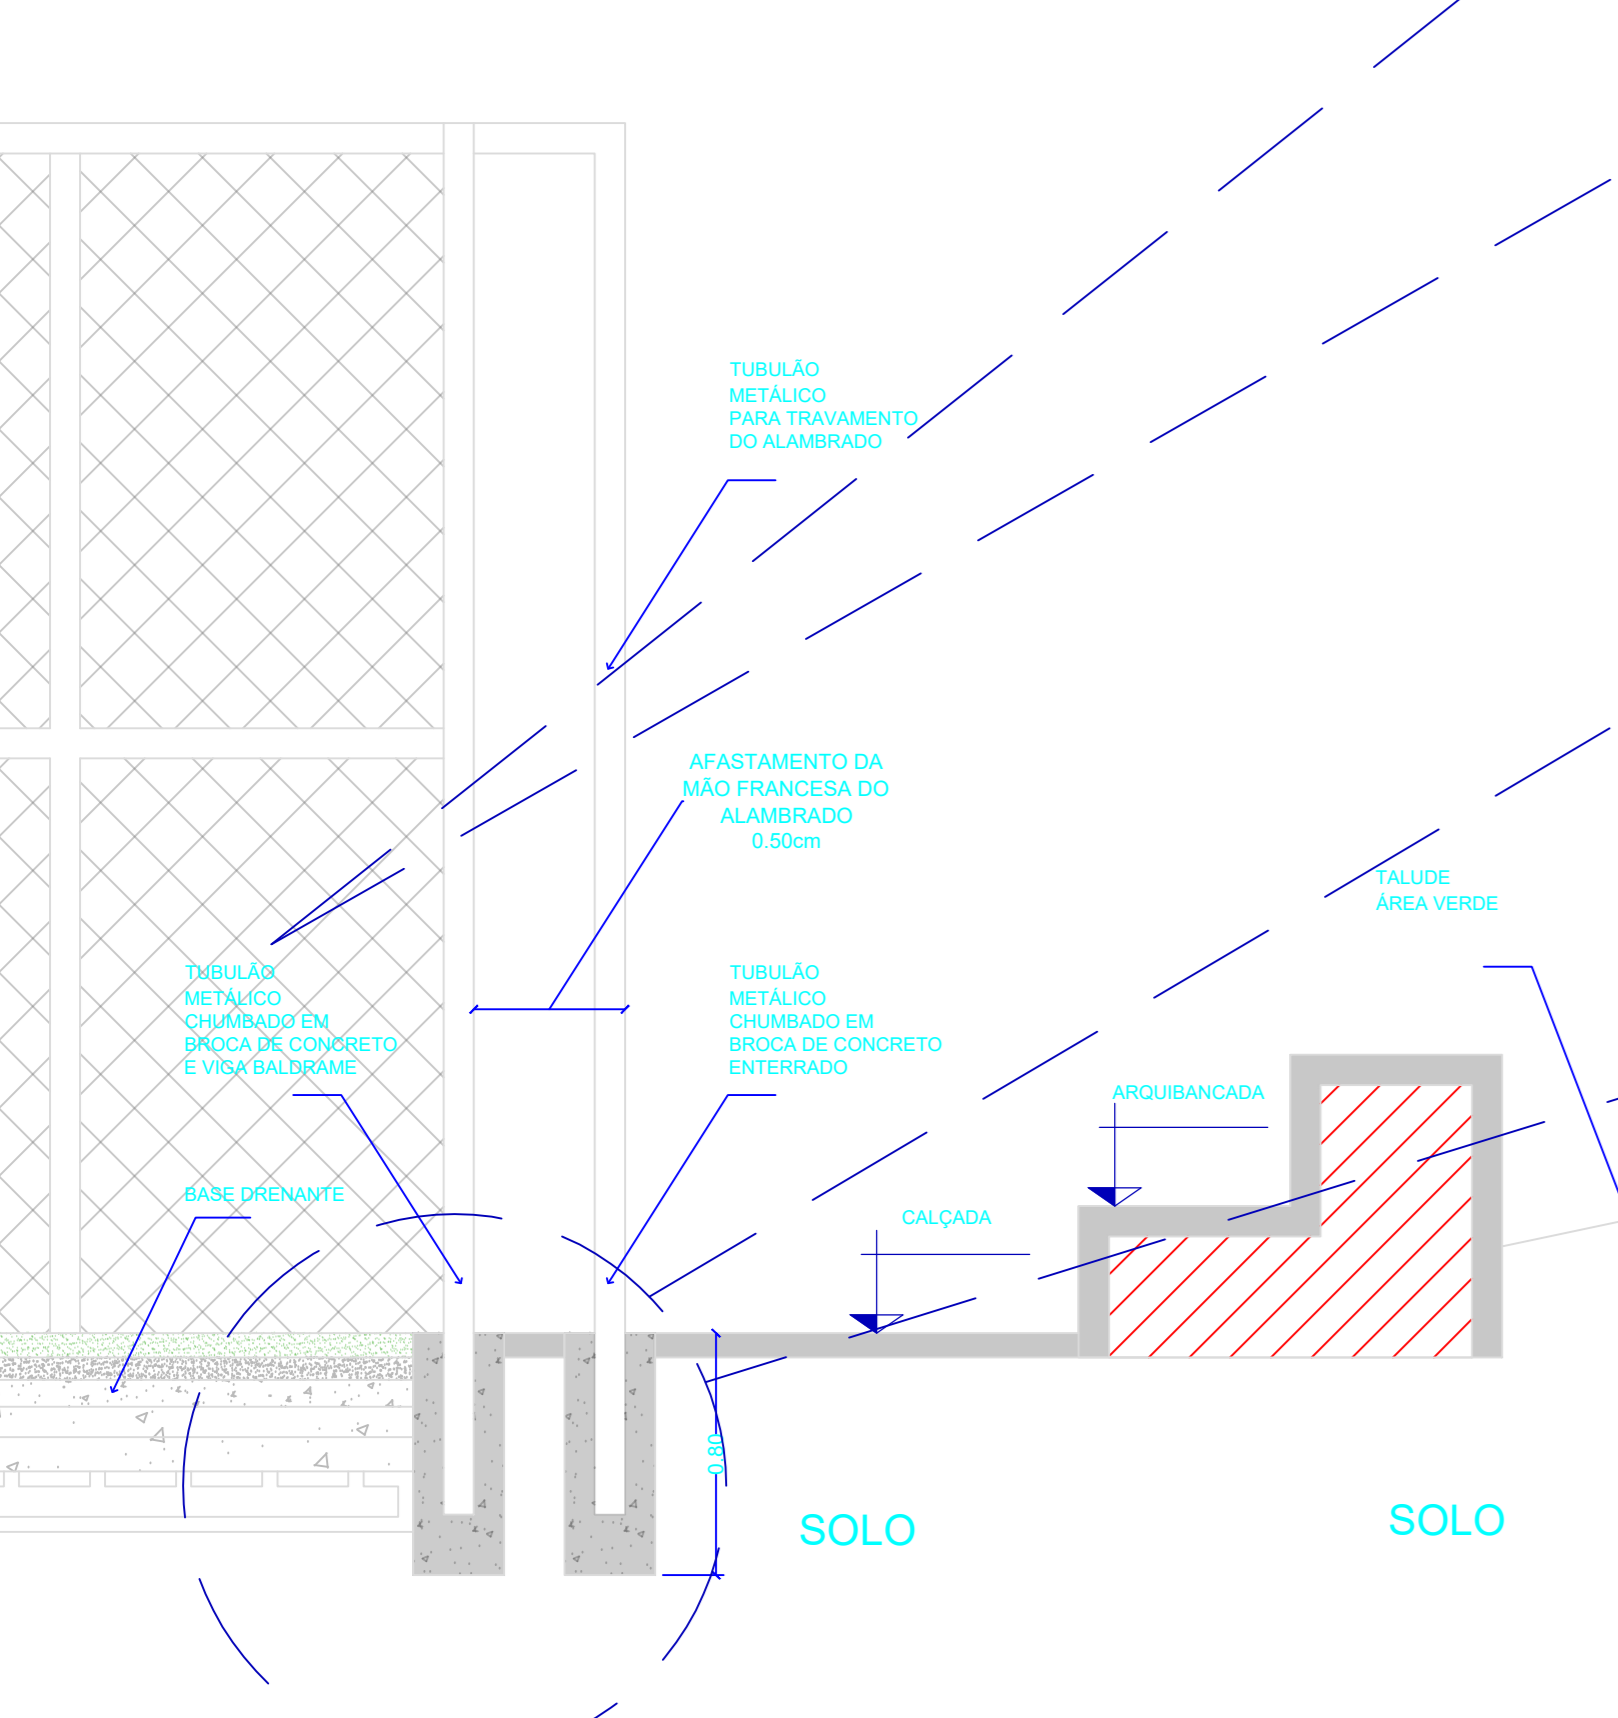 TUBULÃO
METÁLICO
PARA TRAVAMENTO
DO ALAMBRADO
AFASTAMENTO DA
MÃO FRANCESA DO
ALAMBRADO
0.50cm
TALUDE
ÁREA VERDE
TUBULÃO
METÁLICO
CHUMBADO EM
BROCA DE CONCRETO
E VIGA BALDRAME
TUBULÃO
METÁLICO
CHUMBADO EM
BROCA DE CONCRETO
ENTERRADO
ARQUIBANCADA
BASE DRENANTE
CALÇADA
0.80
SOLO
SOLO